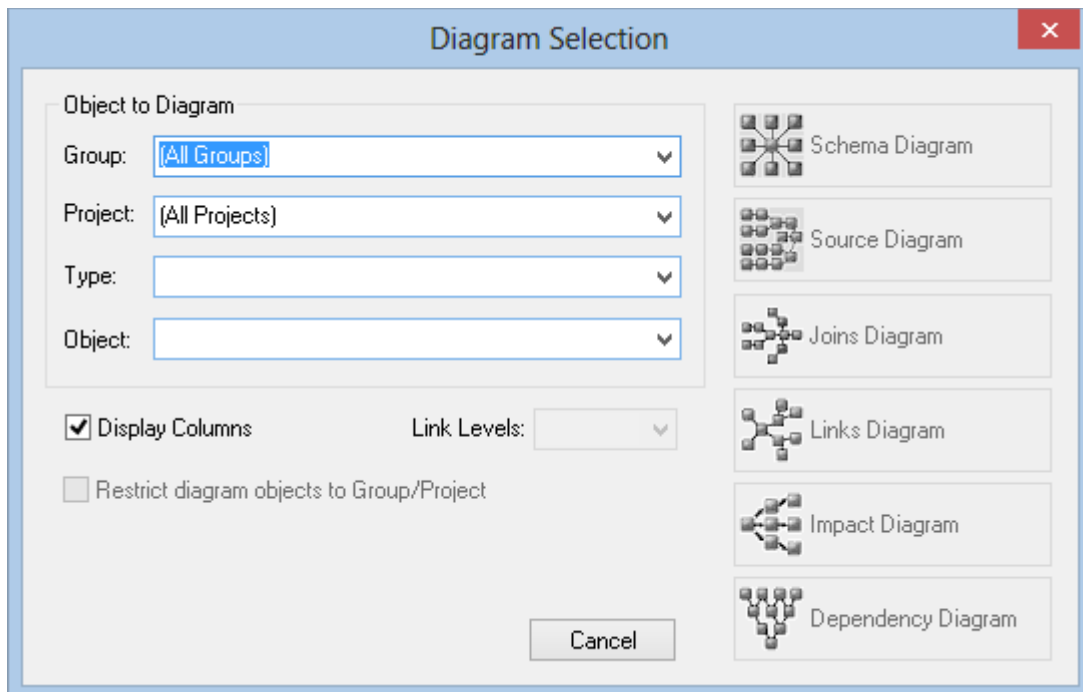 Diagram Selection
Object to Diagram
Group: (All Groups)
Project: (All Projects)
Type:
Object:
Display Columns
Link Levels:
Restrict diagram objects to Group/Project
Cancel
Schema Diagram
Source Diagram
Joins Diagram
Links Diagram
Impact Diagram
Dependency Diagram